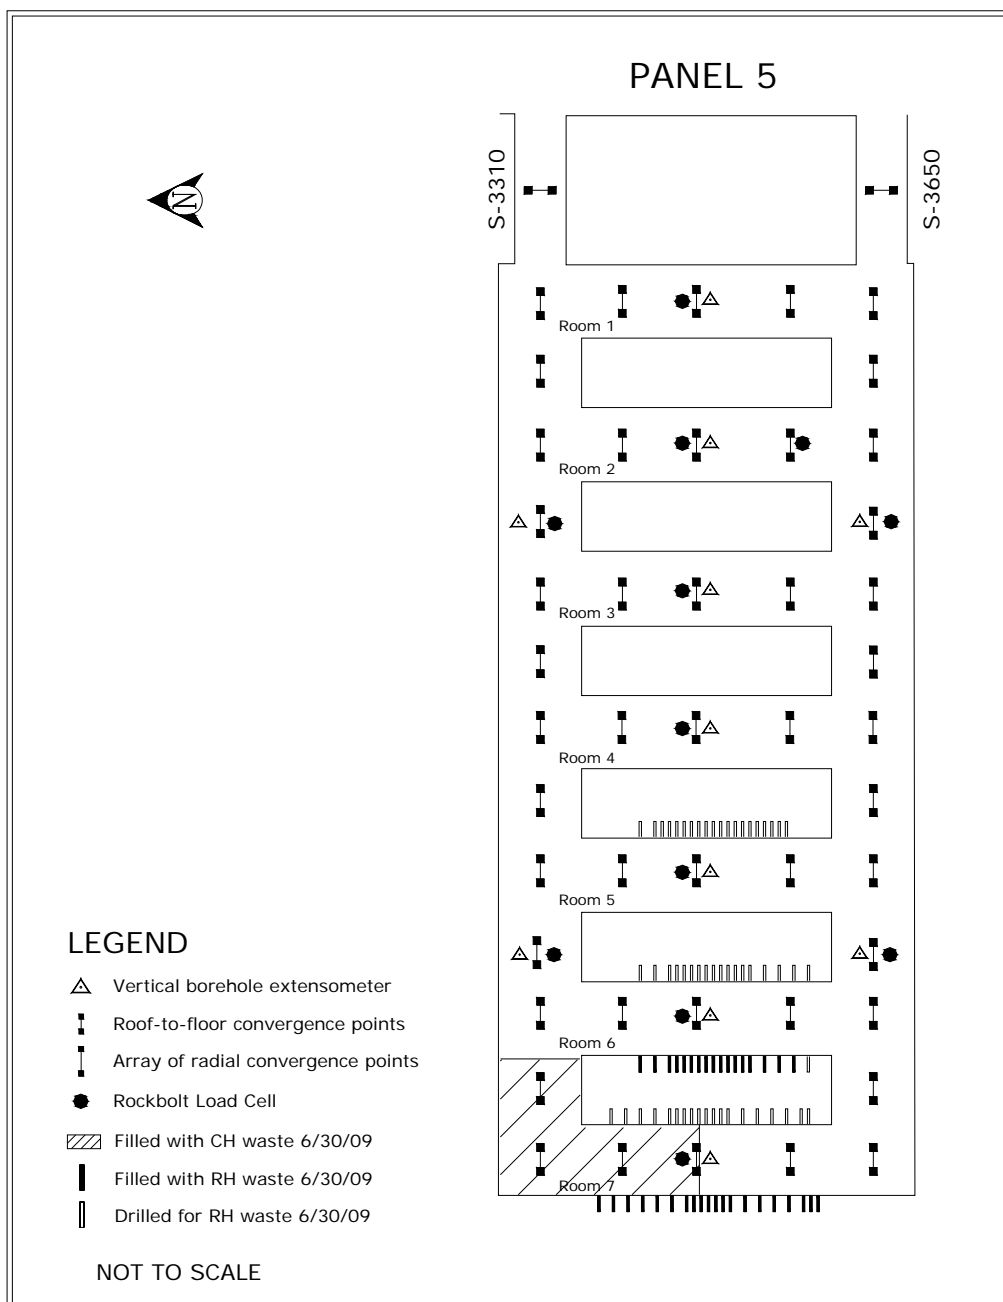 PANEL 5
S-3310
S-3650
N
Room 1
Room 2
Room 3
Room 4
Room 5
Room 6
Room 7
LEGEND
Vertical borehole extensometer
Roof-to-floor convergence points
Array of radial convergence points
Rockbolt Load Cell
Filled with CH waste 6/30/09
Filled with RH waste 6/30/09
Drilled for RH waste 6/30/09
NOT TO SCALE